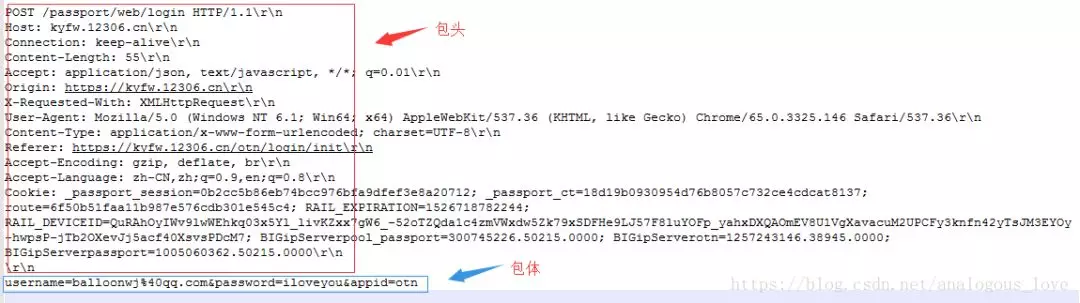 POST /passport/web/login HTTP/1.1\r\n
Host: kyfw.12306.cn\r\n
包头
Connection: keep-alive\r\n
Content-Length: 55\r\n
Accept: application/json, text/javascript, */*; q=0.01\r\n
Origin: https://kyfw.12306.cn\r\n
X-Requested-With: XMLHttpRequest\r\n
User-Agent: Mozilla/5.0 (Windows NT 6.1; Win64; x64) AppleWebKit/537.36 (KHTML, like Gecko) Chrome/65.0.3325.146 Safari/537.36\r\n
Content-Type: application/x-www-form-urlencoded; charset=UTF-8\r\n
Referer: https://kyfw.12306.cn/otn/login/init\r\n
Accept-Encoding: gzip, deflate, br\r\n
Accept-Language: zh-CN,zh;q=0.9,en;q=0.8\r\n
Cookie: _passport_session=0b2cc5b86eb74bcc976bfa9dfef3e8a20712; _passport_ct=18d19b0930954d76b8057c732ce4cdcat8137;
route=6f50b51faa11b987e576cdb301e545c4; RAIL_EXPIRATION=1526718782244;
RAIL_DEVICEID=QuRAhOyIWv9lwWEhkq03x5Yl_livKZxx7gW6_-52oTZQda1c4zmVWxdw5Zk79xSDFHe9LJ57F8luYOFp_yahxDXQAOmEV8U1VgXavacuM2UPCFy3knfn42yTsJM3EYOy
-hwpsP-jTb2OXevJj5acf40XsvsPDcM7; BIGipServerpool_passport=300745226.50215.0000; BIGipServerotn=1257243146.38945.0000;
BIGipServerpassport=1005060362.50215.0000\r\n
\r\n
包体
username=balloonwj%40qq.com&password=iloveyou&appid=otn
https://blog.csdn.net/analogous_love